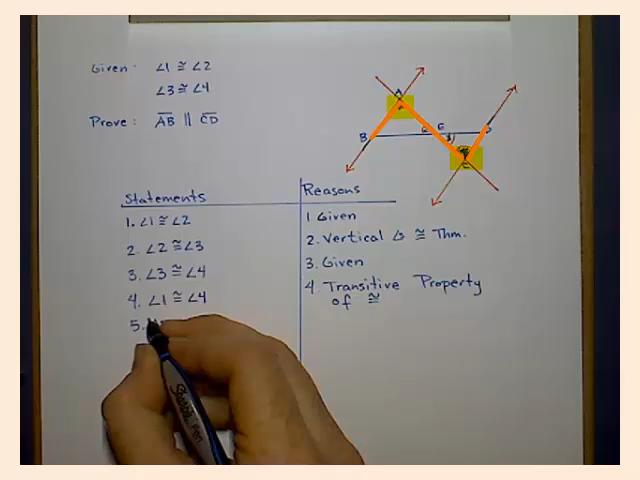 Given: ∠1 ≅ ∠2
∠3 ≅ ∠4
Prove: AB || CD
A
B
E
C
Statements
Reasons
1. ∠1 ≅ ∠2
1 Given
2. ∠2 ≅ ∠3
2. Vertical ∠s ≅ Thm.
3. ∠3 ≅ ∠4
3. Given
4. ∠1 ≅ ∠4
4. Transitive Property
of ≅
5.